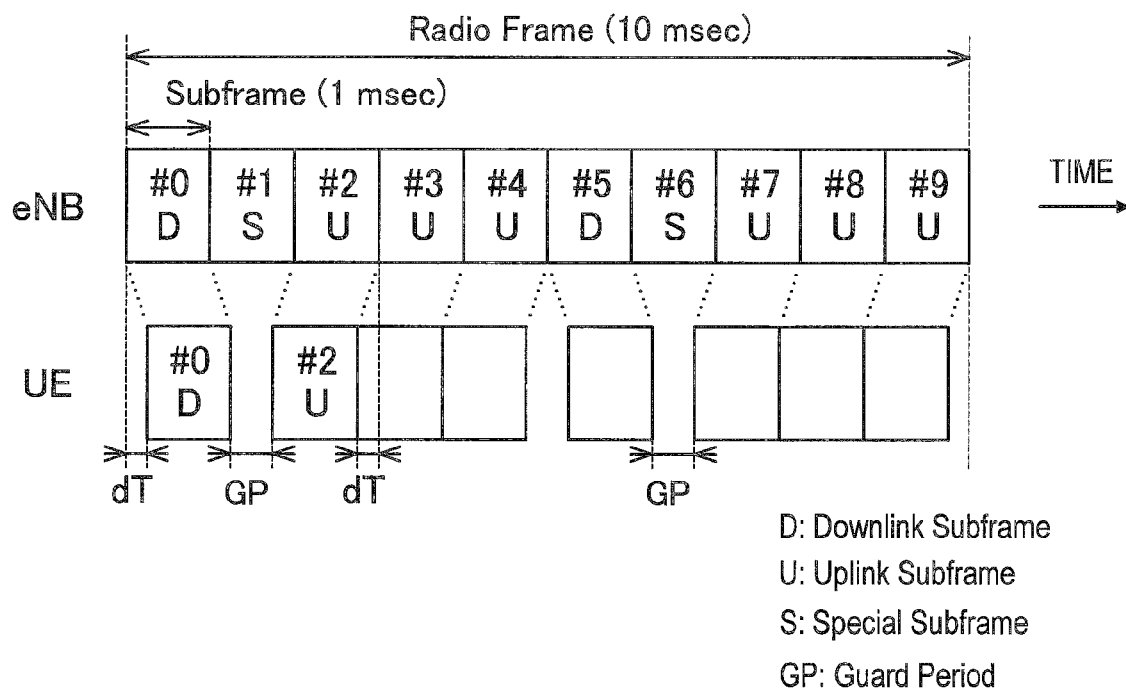 Radio Frame (10 msec)
Subframe (1 msec)
eNB
#0 #1 #2 #3 #4 #5 #6 #7 #8 #9
D S U U U D S U U U
TIME
UE
#0 #2
D U
dT GP dT GP
D: Downlink Subframe
U: Uplink Subframe
S: Special Subframe
GP: Guard Period